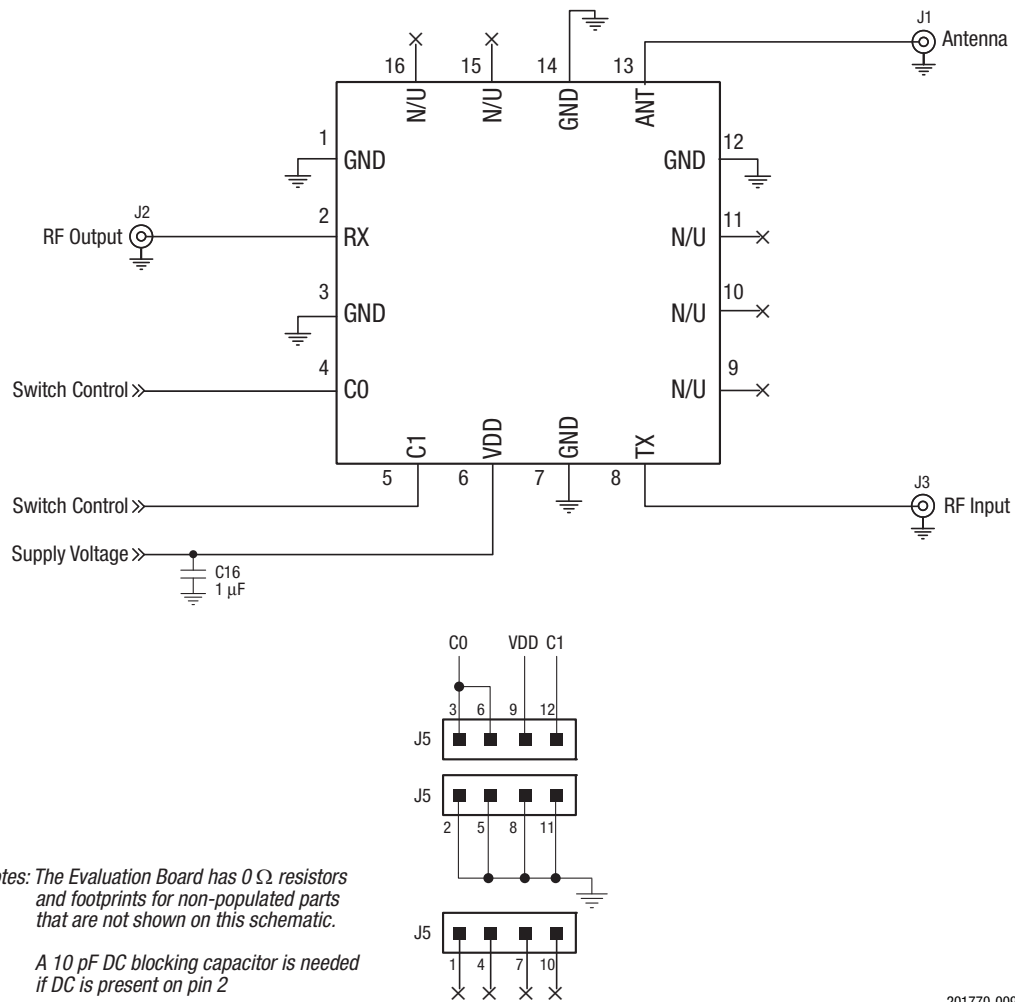 J1
Antenna
16 15 14 13
N/U N/U GND ANT
1
GND
12
GND
J2
RF Output
2
RX
11
N/U
3
GND
10
N/U
Switch Control
4
C0
9
N/U
C1 VDD GND TX
5 6 7 8
Switch Control
J3
RF Input
Supply Voltage
C16
1 µF
C0 VDD C1
3 6 9 12
J5
J5
2 5 8 11
otes: The Evaluation Board has 0 Ω resistors
and footprints for non-populated parts
that are not shown on this schematic.
J5
1 4 7 10
A 10 pF DC blocking capacitor is needed
if DC is present on pin 2